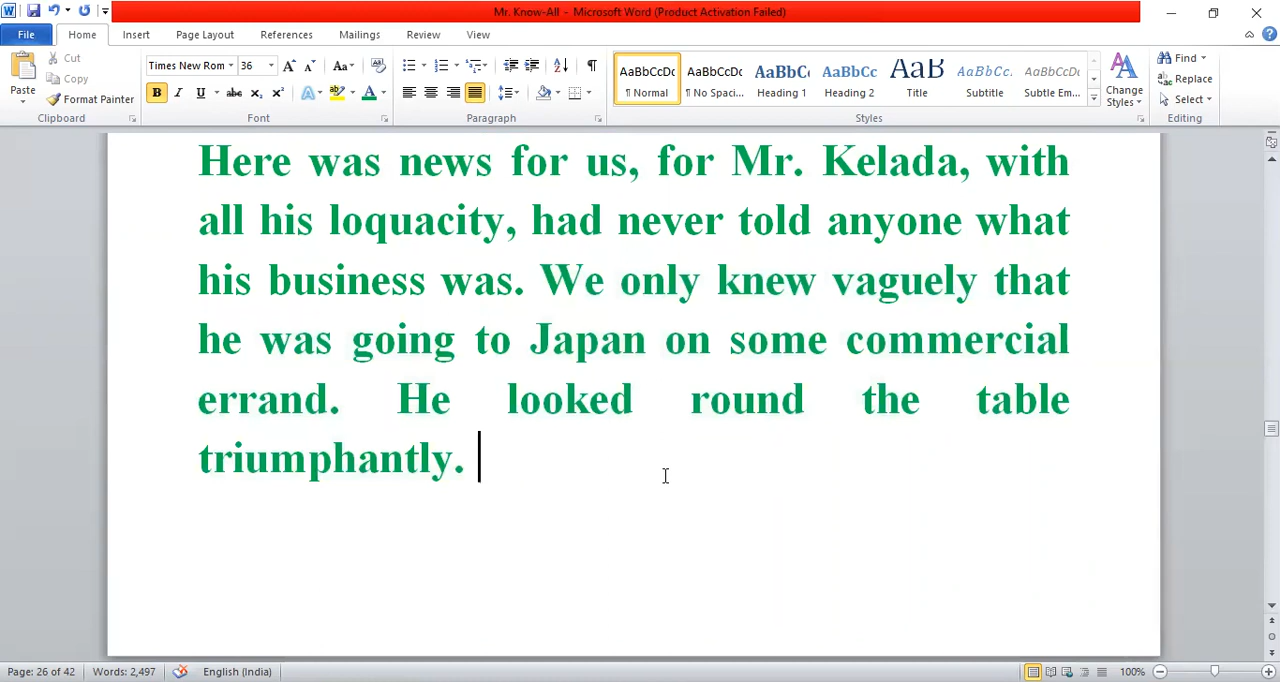 Mr. Know-All - Microsoft Word (Product Activation Failed)
File Home Insert Page Layout References Mailings Review View
Cut
Copy
Paste Format Painter
Times New Rom 36
AaBbCcDc AaBbCcDc AaBbC AaBbCc AaB AaBbCc. AaBbCcDc
¶ Normal ¶ No Spaci... Heading 1 Heading 2 Title Subtitle Subtle Em...
Change Styles
Find
Replace
Select
Clipboard Font Paragraph Styles Editing
Here was news for us, for Mr. Kelada, with
all his loquacity, had never told anyone what
his business was. We only knew vaguely that
he was going to Japan on some commercial
errand. He looked round the table
triumphantly.
Page: 26 of 42 Words: 2,497 English (India) 100%